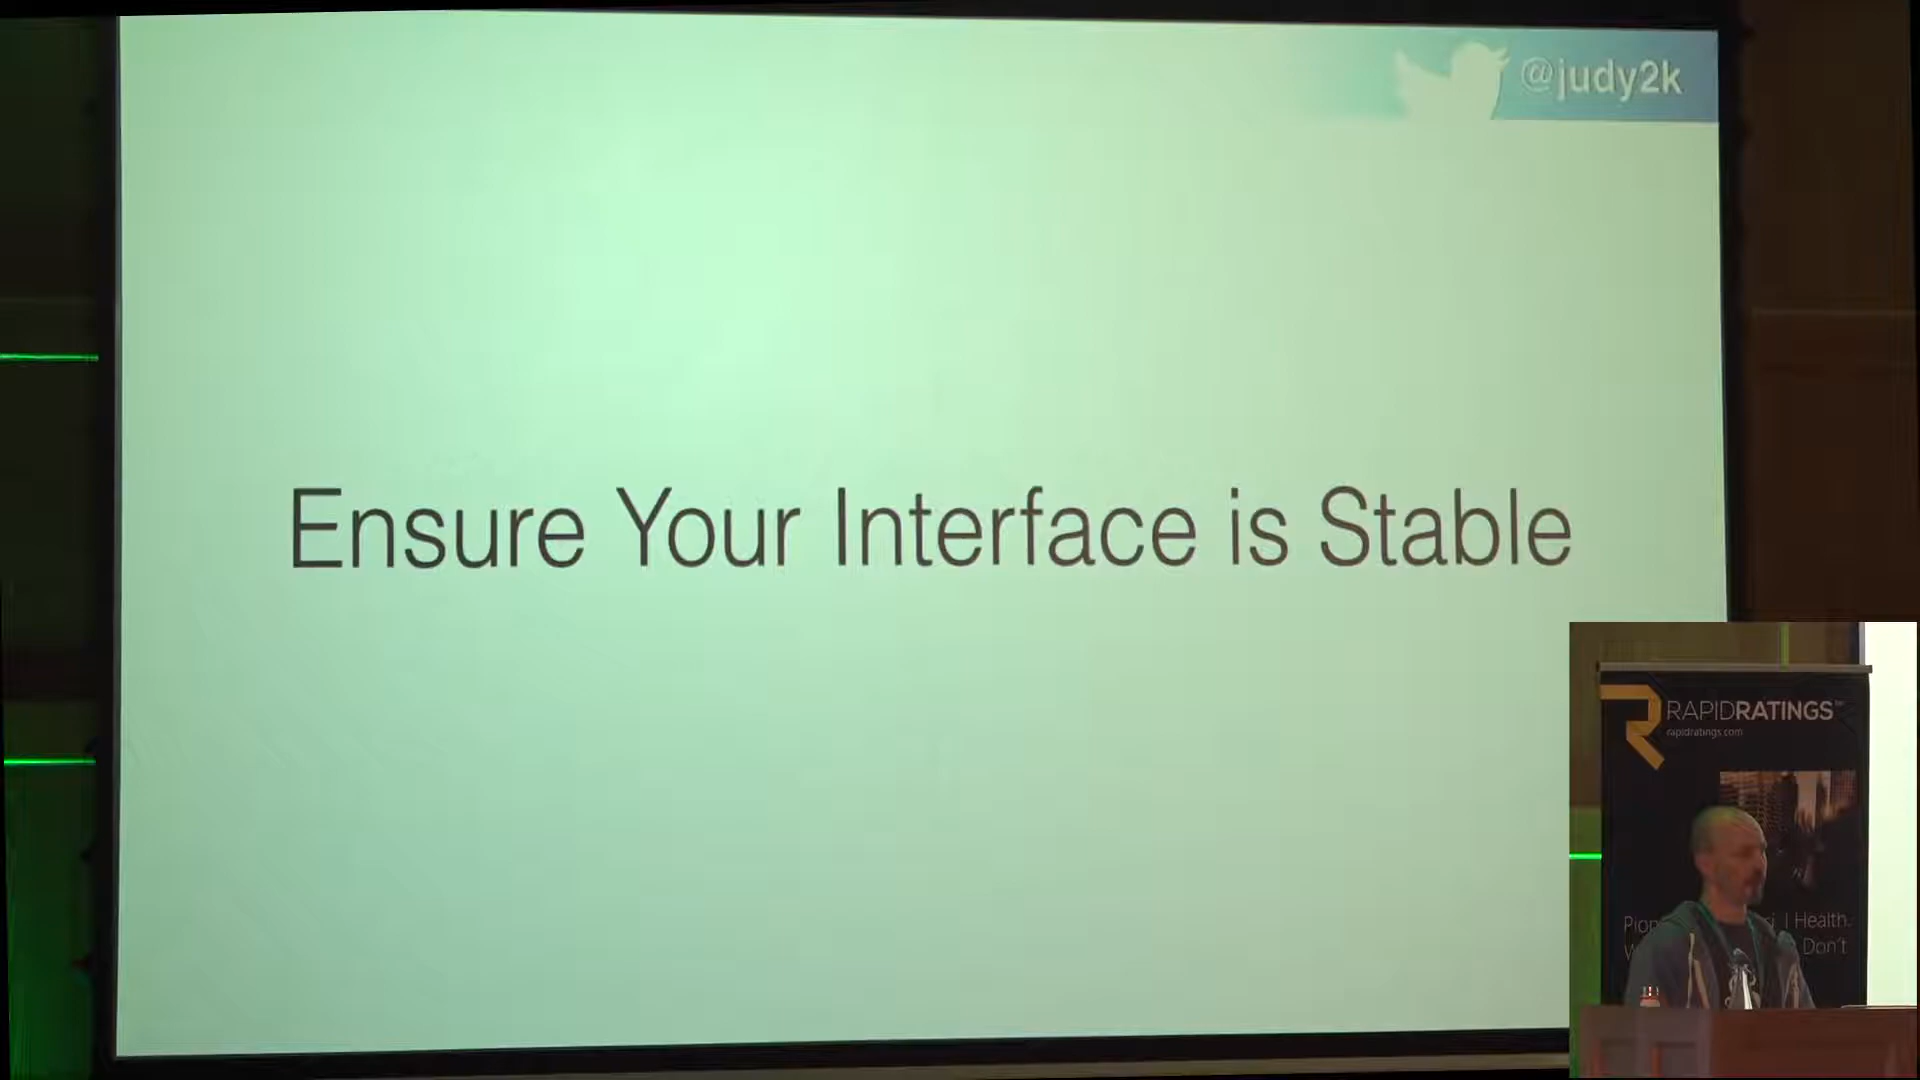 @judy2k
Ensure Your Interface is Stable
RAPIDRATINGS
rapidratings.com
Health.
Don't